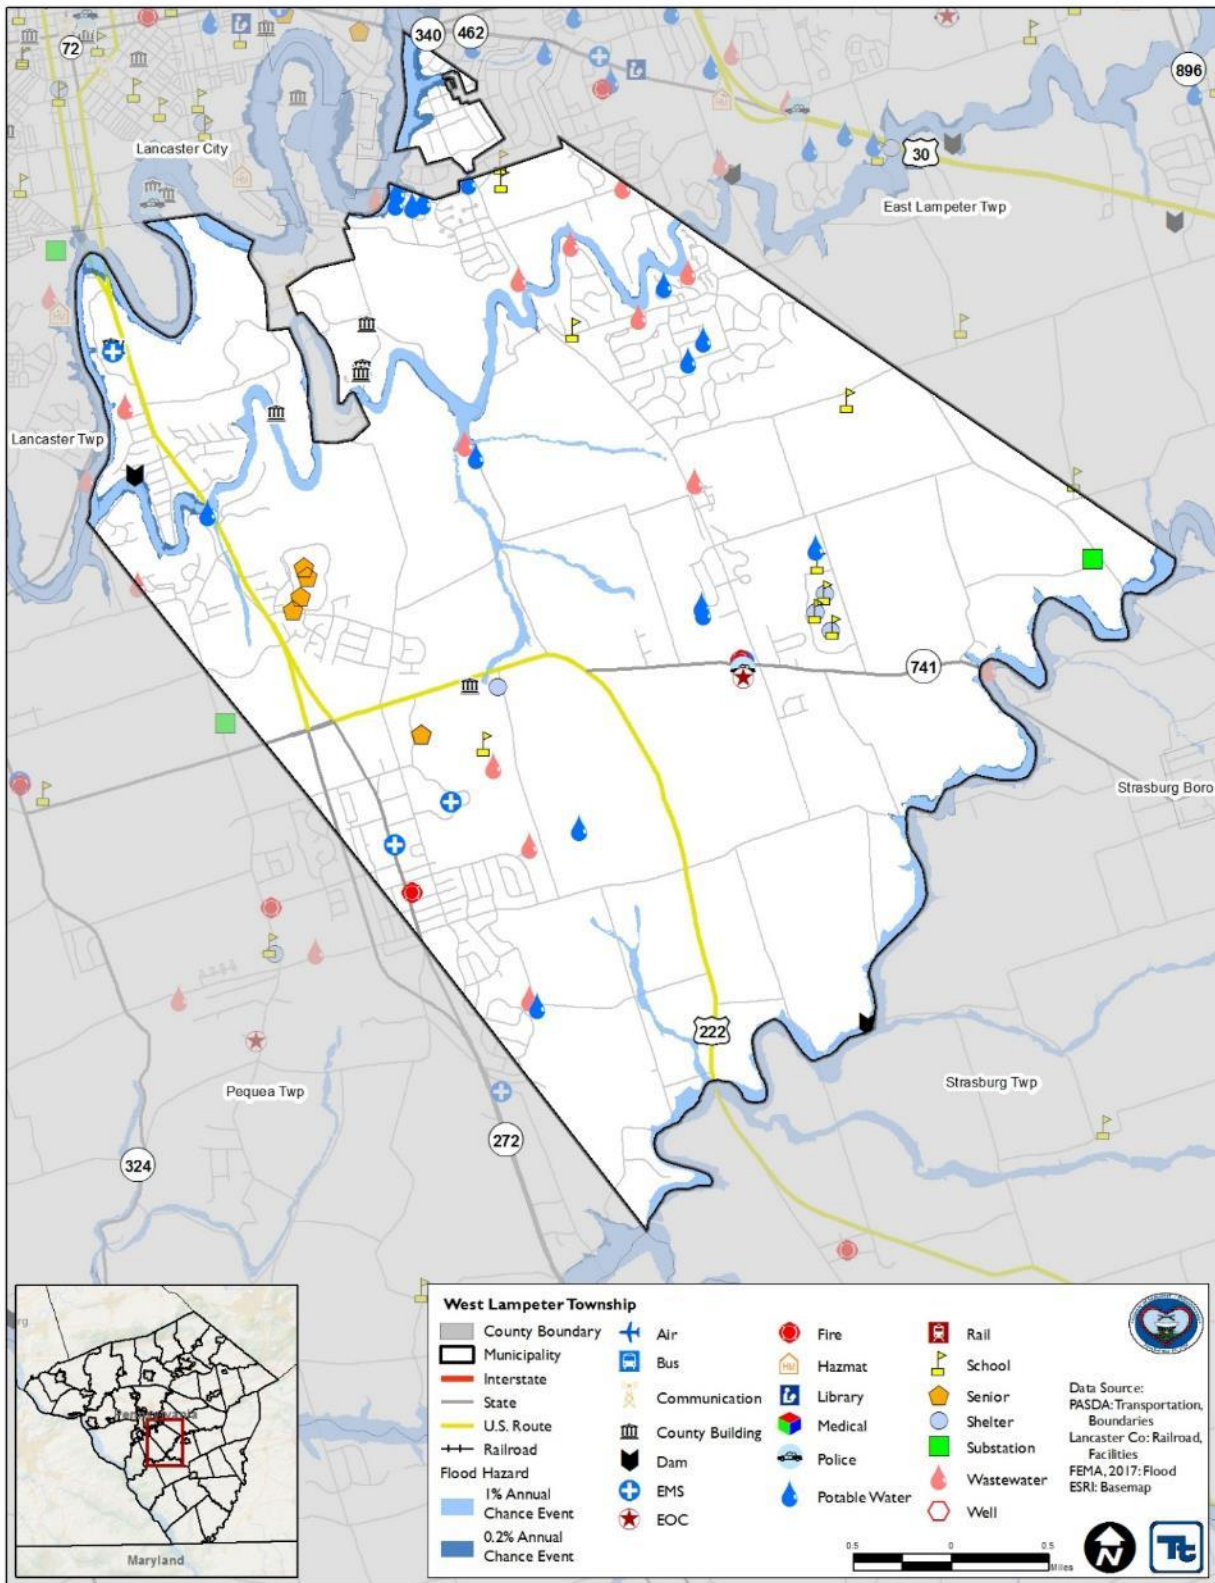 340
462
72
896
Lancaster City
30
East Lampeter Twp
Lancaster Twp
741
Strasburg Boro
222
Strasburg Twp
Pequea Twp
272
324
rg
Pennsylvania
Maryland
West Lampeter Township
County Boundary
Municipality
Interstate
State
U.S. Route
Railroad
Flood Hazard
1% Annual
Chance Event
0.2% Annual
Chance Event
Air
Bus
Communication
County Building
Dam
EMS
EOC
Fire
Hazmat
Library
Medical
Police
Potable Water
Rail
School
Senior
Shelter
Substation
Wastewater
Well
Data Source:
PASDA: Transportation,
Boundaries
Lancaster Co: Railroad,
Facilities
FEMA, 2017: Flood
ESRI: Basemap
0.5 0 0.5
Miles
N
Tt